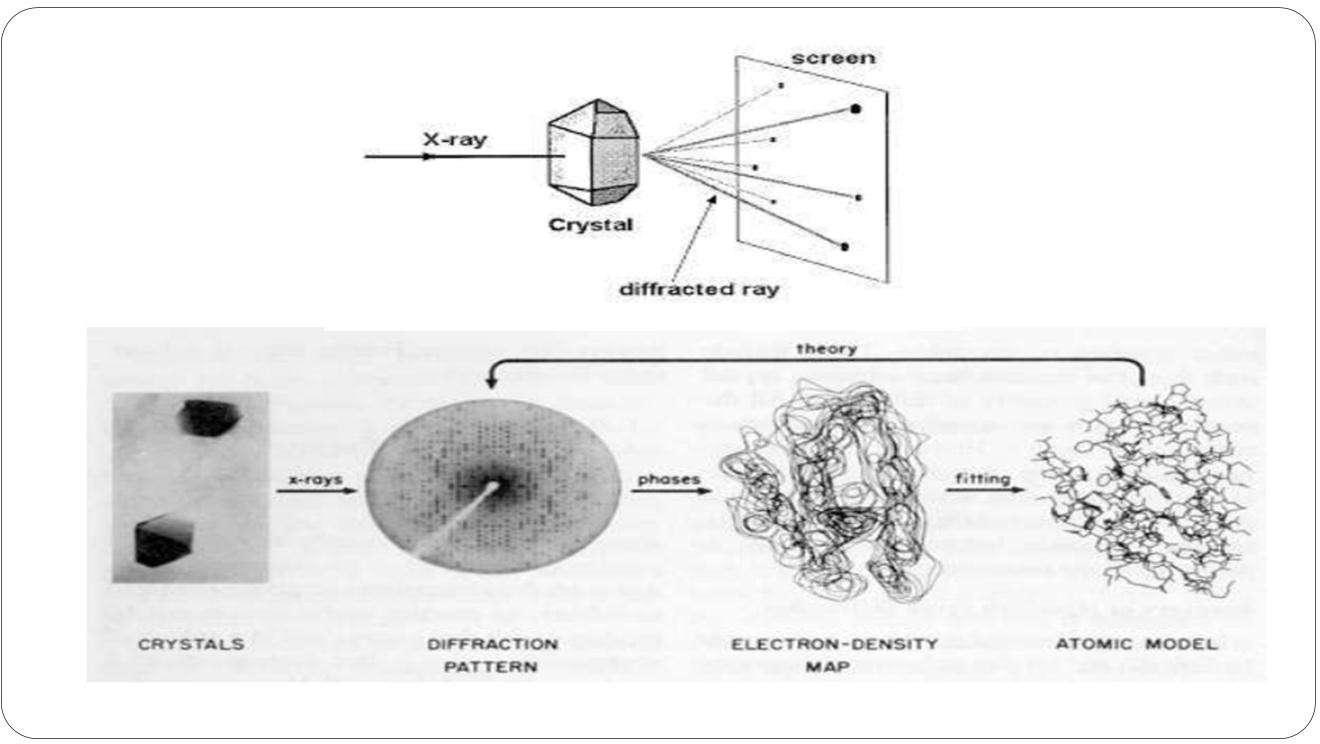 screen
X-ray
Crystal
diffracted ray
theory
x-rays
phases
fitting
CRYSTALS
DIFFRACTION
PATTERN
ELECTRON-DENSITY
MAP
ATOMIC MODEL